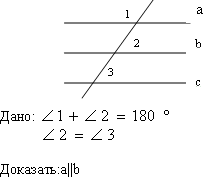 1
a
2
b
3
c
Дано: ∠ 1 + ∠ 2 = 180 °
∠ 2 = ∠ 3
Доказать:a||b